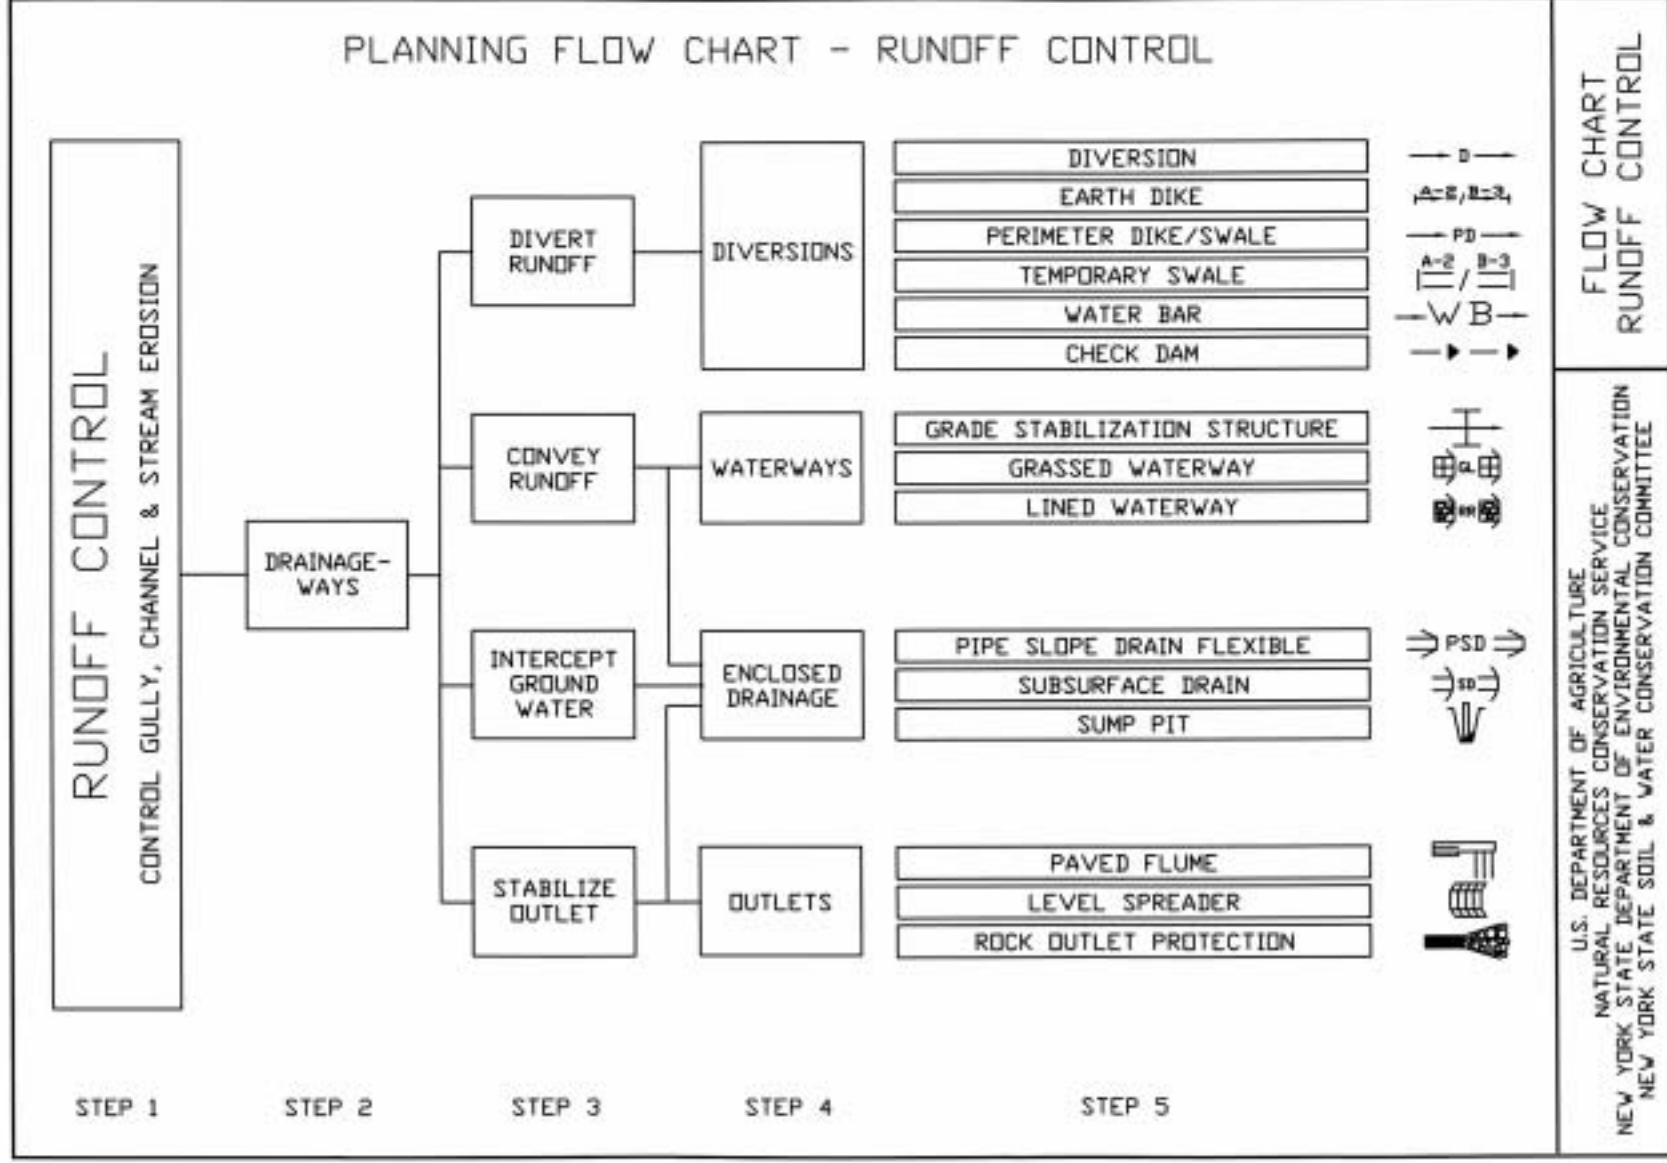 PLANNING FLOW CHART - RUNOFF CONTROL
RUNOFF CONTROL
CONTROL GULLY, CHANNEL & STREAM EROSION
DRAINAGE-
WAYS
DIVERT
RUNOFF
CONVEY
RUNOFF
INTERCEPT
GROUND
WATER
STABILIZE
OUTLET
DIVERSIONS
WATERWAYS
ENCLOSED
DRAINAGE
OUTLETS
DIVERSION
D
EARTH DIKE
A-2,B-3
PERIMETER DIKE/SWALE
PD
TEMPORARY SWALE
A-2 / B-3
WATER BAR
WB
CHECK DAM
GRADE STABILIZATION STRUCTURE
GRASSED WATERWAY
GL
LINED WATERWAY
RR
PIPE SLOPE DRAIN FLEXIBLE
PSD
SUBSURFACE DRAIN
SD
SUMP PIT
PAVED FLUME
LEVEL SPREADER
ROCK OUTLET PROTECTION
STEP 1
STEP 2
STEP 3
STEP 4
STEP 5
FLOW CHART
RUNOFF CONTROL
U.S. DEPARTMENT OF AGRICULTURE
NATURAL RESOURCES CONSERVATION SERVICE
NEW YORK STATE DEPARTMENT OF ENVIRONMENTAL CONSERVATION
NEW YORK STATE SOIL & WATER CONSERVATION COMMITTEE